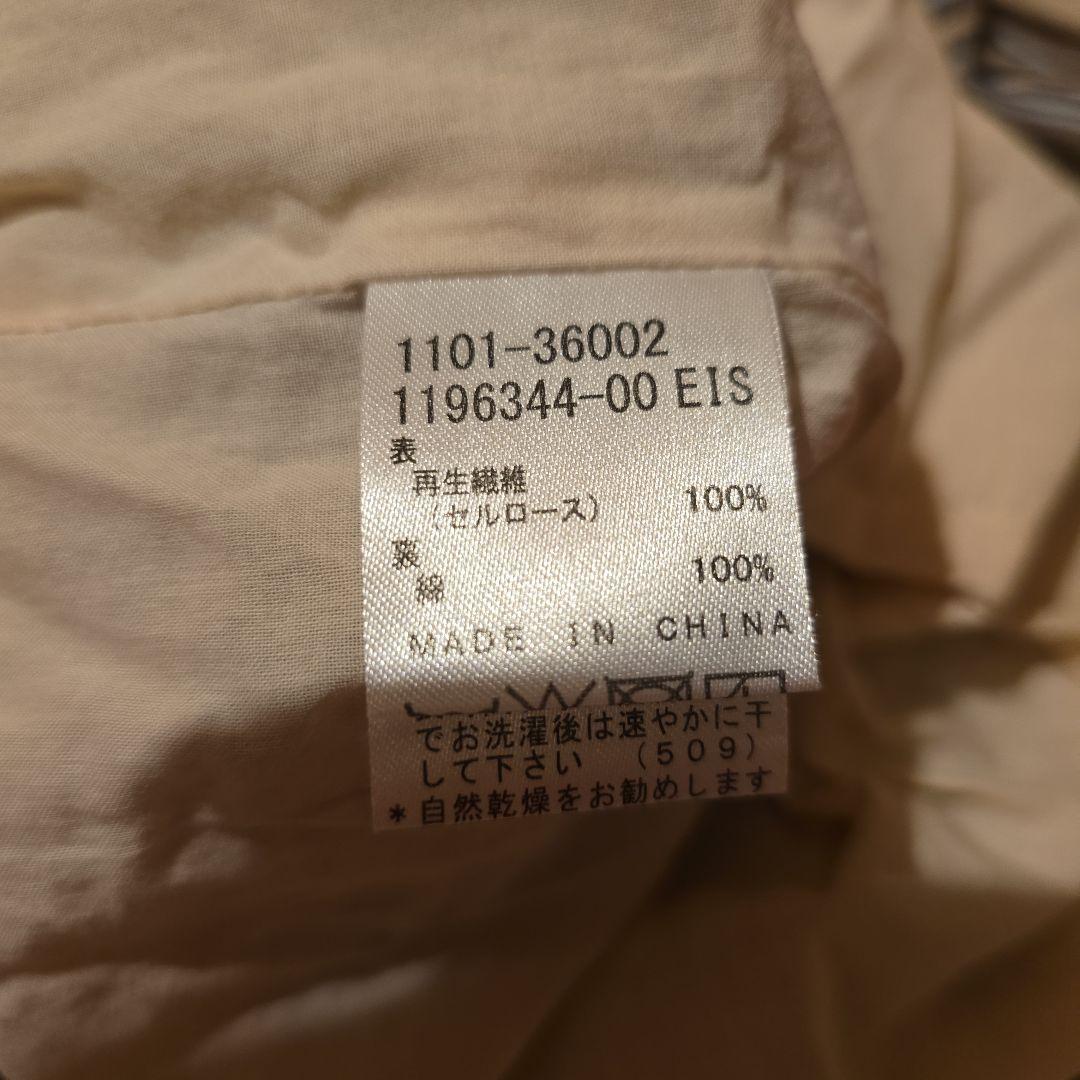 1101-36002
1196344-00 EIS
表
再生繊維
(セルロース) 100%
裏
綿 100%
MADE IN CHINA
でお洗濯後は速やかに干
して下さい (509)
*自然乾燥をお勧めします